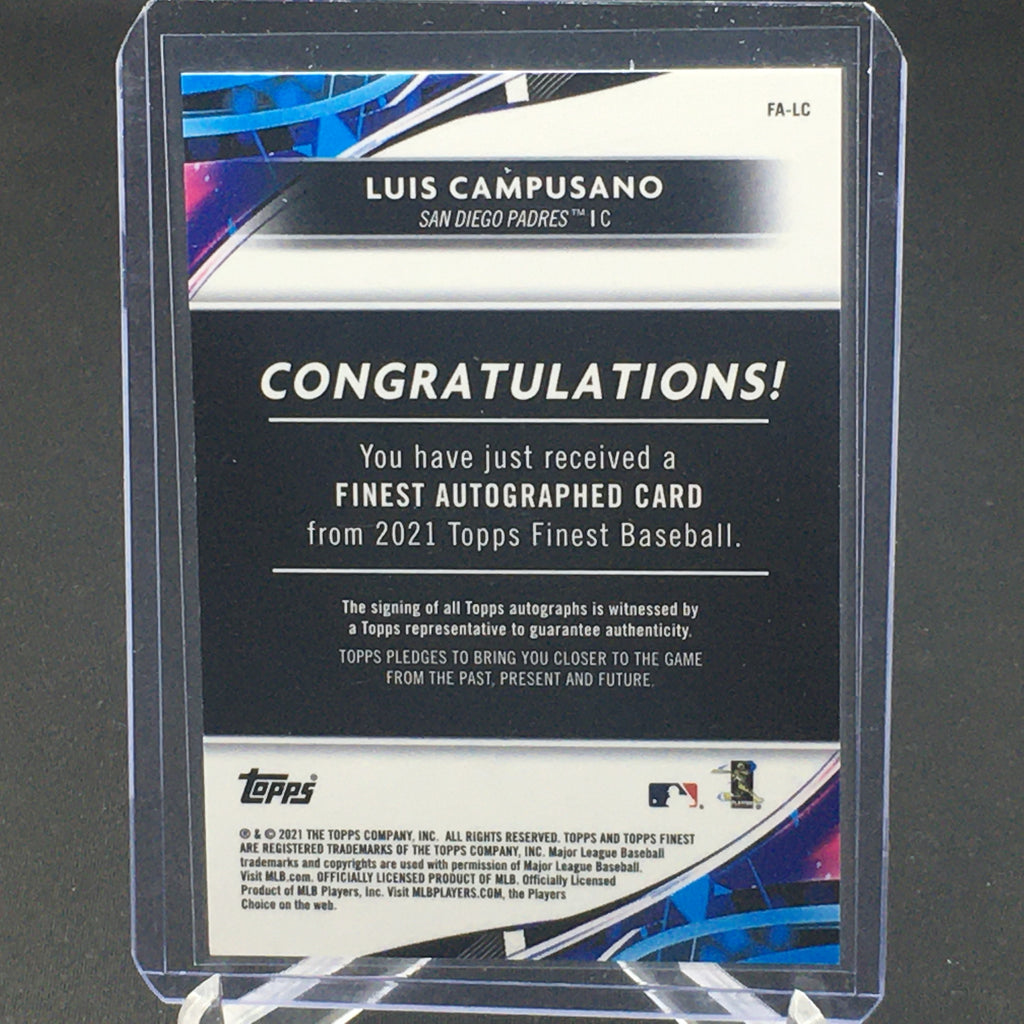 FA-LC
LUIS CAMPUSANO
SAN DIEGO PADRES™ | C
CONGRATULATIONS!
You have just received a
FINEST AUTOGRAPHED CARD
from 2021 Topps Finest Baseball.
The signing of all Topps autographs is witnessed by
a Topps representative to guarantee authenticity.
TOPPS PLEDGES TO BRING YOU CLOSER TO THE GAME
FROM THE PAST, PRESENT AND FUTURE.
topps®
® & © 2021 THE TOPPS COMPANY, INC. ALL RIGHTS RESERVED. TOPPS AND TOPPS FINEST
ARE REGISTERED TRADEMARKS OF THE TOPPS COMPANY, INC. Major League Baseball
trademarks and copyrights are used with permission of Major League Baseball.
Visit MLB.com. OFFICIALLY LICENSED PRODUCT OF MLB. Officially Licensed
Product of MLB Players, Inc. Visit MLBPLAYERS.COM, the Players
Choice on the web.